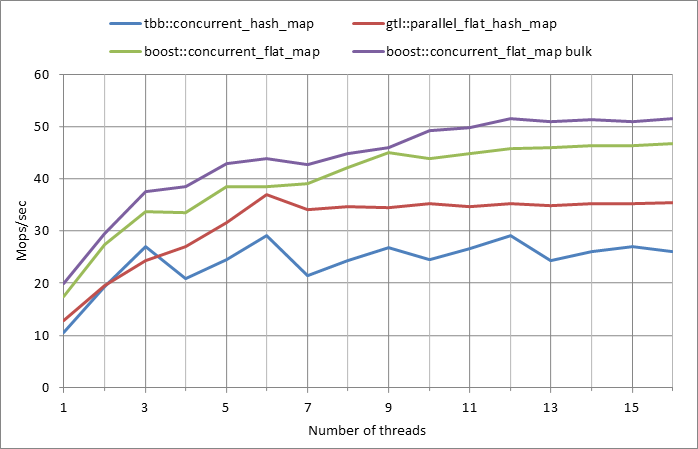 tbb::concurrent_hash_map gtl::parallel_flat_hash_map
boost::concurrent_flat_map boost::concurrent_flat_map bulk
60
50
40
30
20
10
0
Mops/sec
1 3 5 7 9 11 13 15
Number of threads